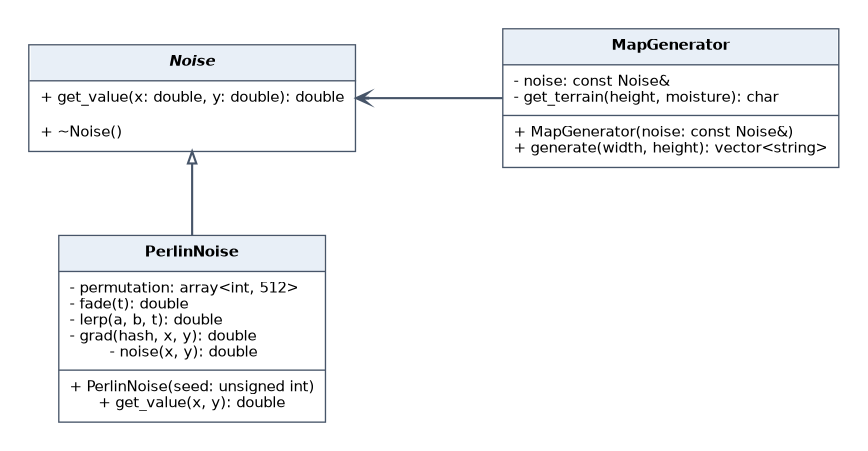 Noise
+ get_value(x: double, y: double): double
+ ~Noise()
MapGenerator
- noise: const Noise&
- get_terrain(height, moisture): char
+ MapGenerator(noise: const Noise&)
+ generate(width, height): vector<string>
PerlinNoise
- permutation: array<int, 512>
- fade(t): double
- lerp(a, b, t): double
- grad(hash, x, y): double
- noise(x, y): double
+ PerlinNoise(seed: unsigned int)
+ get_value(x, y): double